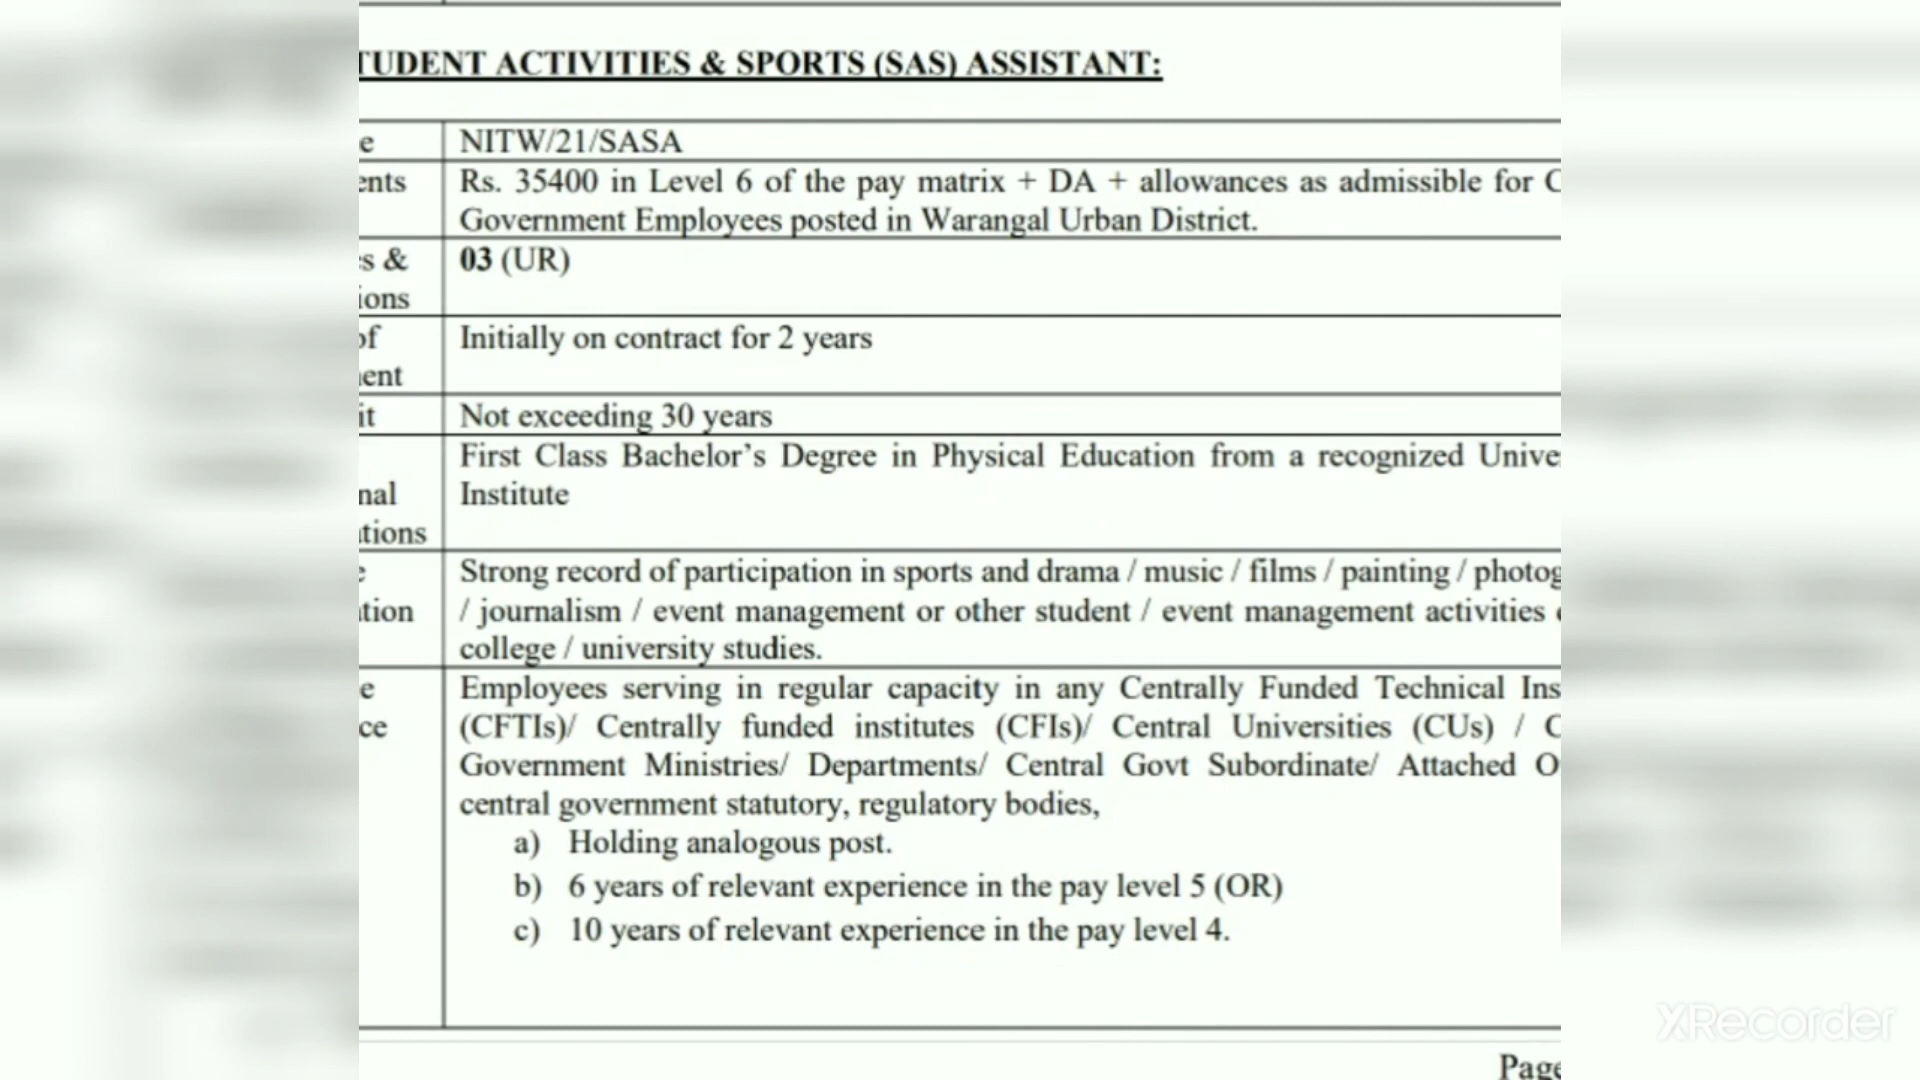 TUDENT ACTIVITIES & SPORTS (SAS) ASSISTANT:
e NITW/21/SASA
ents Rs. 35400 in Level 6 of the pay matrix + DA + allowances as admissible for C
Government Employees posted in Warangal Urban District.
s & 03 (UR)
ions
of Initially on contract for 2 years
ent
it Not exceeding 30 years
First Class Bachelor's Degree in Physical Education from a recognized Unive
nal Institute
tions
e Strong record of participation in sports and drama / music / films / painting / photog
tion / journalism / event management or other student / event management activities
college / university studies.
e Employees serving in regular capacity in any Centrally Funded Technical Ins
ce (CFTIs)/ Centrally funded institutes (CFIs)/ Central Universities (CUs) / C
Government Ministries/ Departments/ Central Govt Subordinate/ Attached O
central government statutory, regulatory bodies,
a) Holding analogous post.
b) 6 years of relevant experience in the pay level 5 (OR)
c) 10 years of relevant experience in the pay level 4.
XRecorder
Page